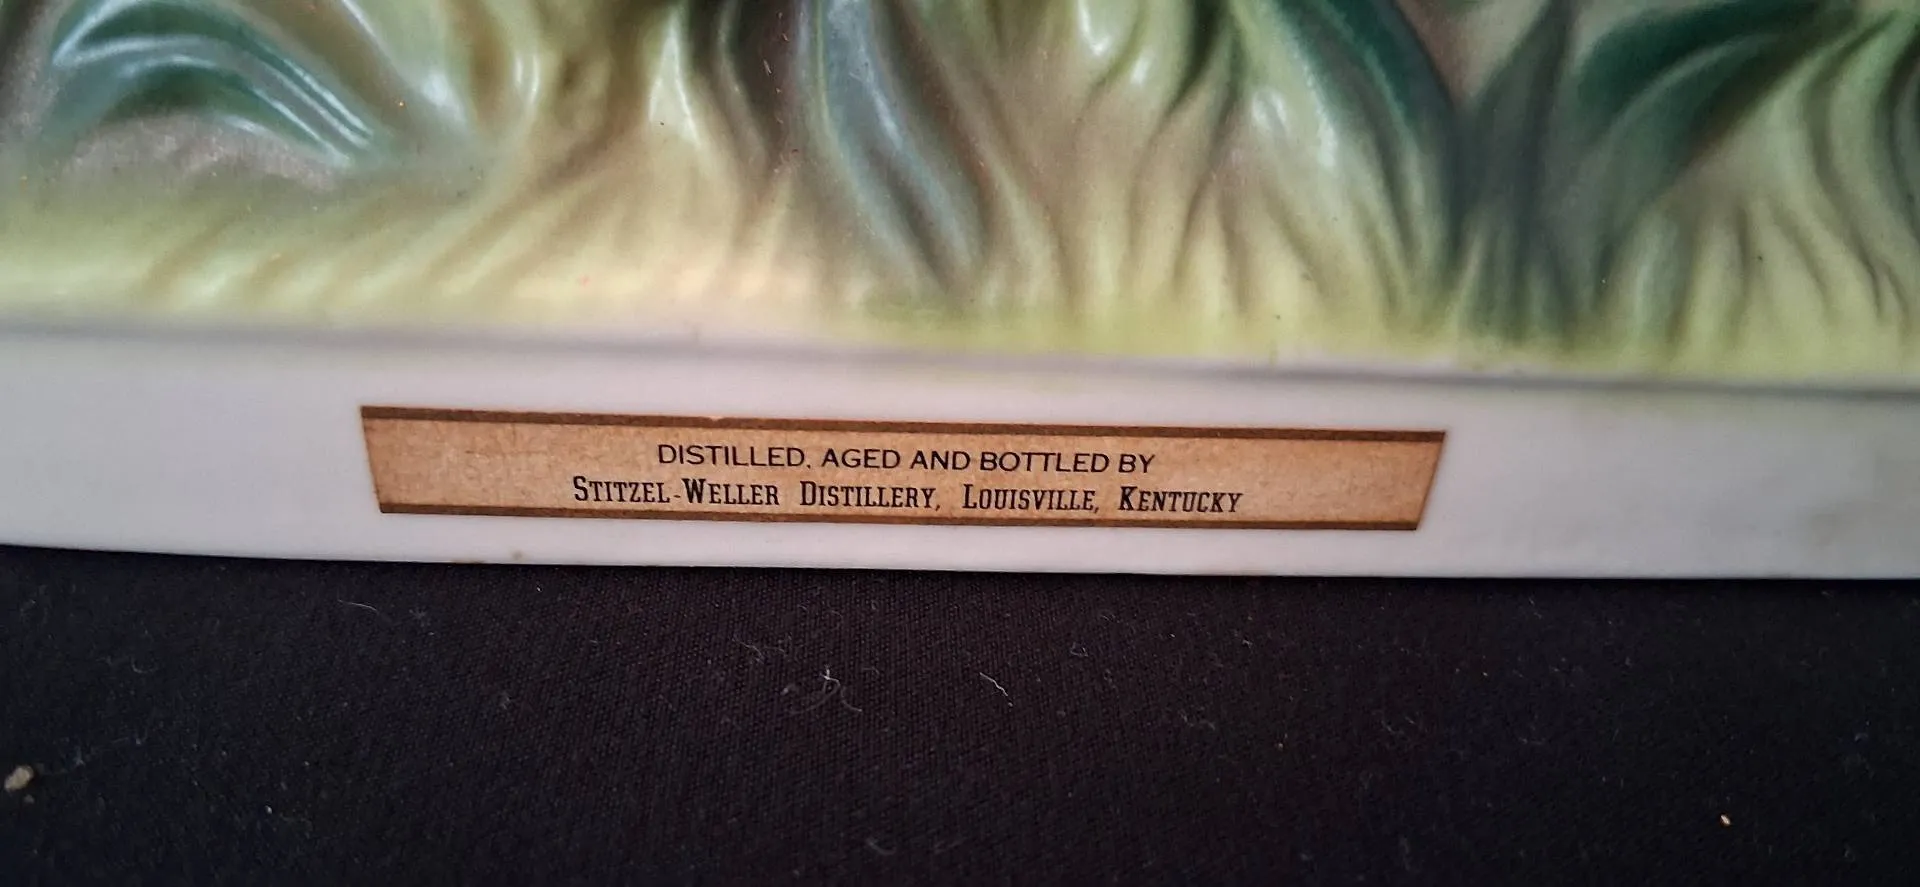 DISTILLED, AGED AND BOTTLED BY
STITZEL-WELLER DISTILLERY, LOUISVILLE, KENTUCKY